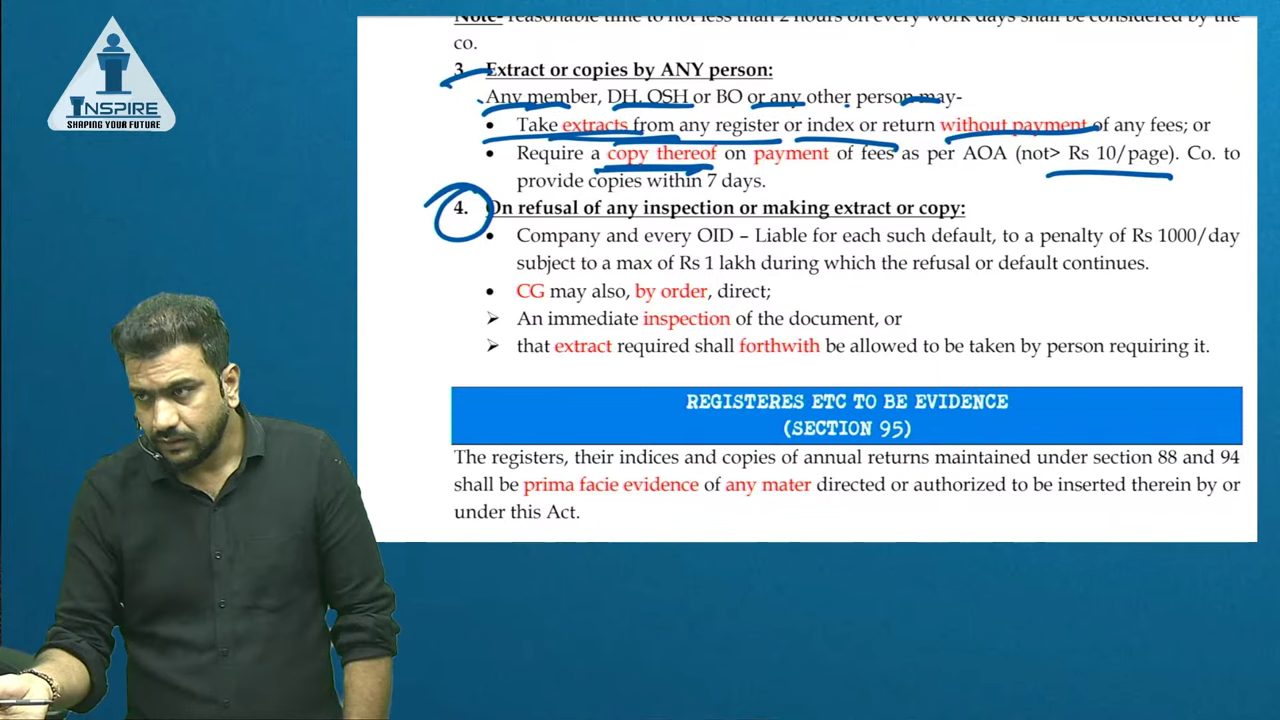 Note- reasonable time to not less than 2 hours on every work days shall be considered by the
co.
3. Extract or copies by ANY person:
Any member, DH, OSH or BO or any other person may-
• Take extracts from any register or index or return without payment of any fees; or
• Require a copy thereof on payment of fees as per AOA (not> Rs 10/page). Co. to
provide copies within 7 days.
4. On refusal of any inspection or making extract or copy:
• Company and every OID – Liable for each such default, to a penalty of Rs 1000/day
subject to a max of Rs 1 lakh during which the refusal or default continues.
• CG may also, by order, direct;
➤ An immediate inspection of the document, or
➤ that extract required shall forthwith be allowed to be taken by person requiring it.
REGISTERES ETC TO BE EVIDENCE
(SECTION 95)
The registers, their indices and copies of annual returns maintained under section 88 and 94
shall be prima facie evidence of any mater directed or authorized to be inserted therein by or
under this Act.
INSPIRE
SHAPING YOUR FUTURE